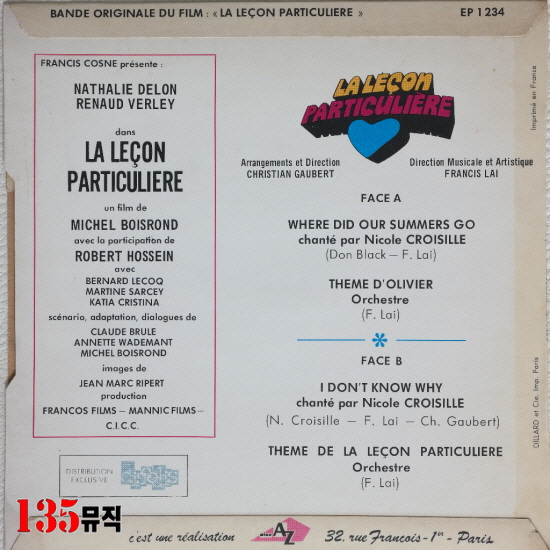 BANDE ORIGINALE DU FILM : « LA LEÇON PARTICULIERE »
EP 1234
FRANCIS COSNE présente :
NATHALIE DELON
RENAUD VERLEY
dans
LA LEÇON
PARTICULIERE
un film de
MICHEL BOISROND
avec la participation de
ROBERT HOSSEIN
avec
BERNARD LECOQ
MARTINE SARCEY
KATIA CRISTINA
scénario, adaptation, dialogues de
CLAUDE BRULE
ANNETTE WADEMANT
MICHEL BOISROND
images de
JEAN MARC RIPERT
production
FRANCOS FILMS – MANNIC FILMS –
C.I.C.C.
DISTRIBUTION
EXCLUSIVE
LA LEÇON
PARTICULIÈRE
Arrangements et Direction
CHRISTIAN GAUBERT
Direction Musicale et Artistique
FRANCIS LAI
FACE A
WHERE DID OUR SUMMERS GO
chanté par Nicole CROISILLE
(Don Black – F. Lai)
THEME D'OLIVIER
Orchestre
(F. Lai)
FACE B
I DON'T KNOW WHY
chanté par Nicole CROISILLE
(N. Croisille – F. Lai – Ch. Gaubert)
THEME DE LA LEÇON PARTICULIERE
Orchestre
(F. Lai)
Imprimé en France
DILLARD et Cie. Imp. Paris
135뮤직
c'est une réalisation
AZ
32, rue François-1er - Paris